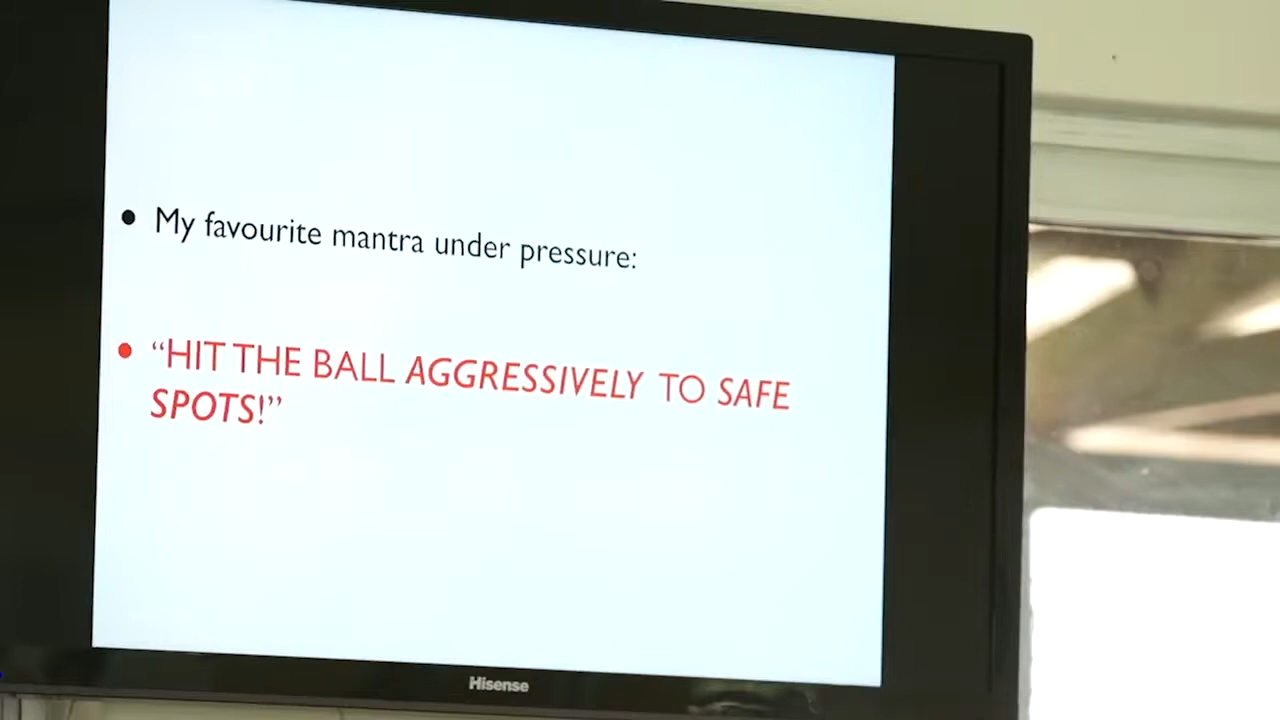 • My favourite mantra under pressure:
• “HIT THE BALL AGGRESSIVELY TO SAFE
SPOTS!”
Hisense